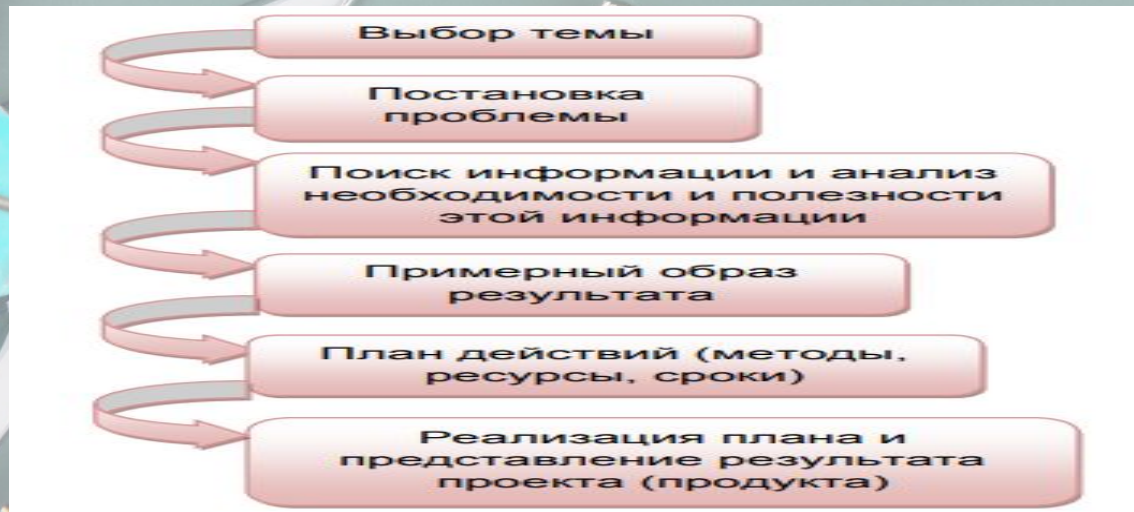 Выбор темы
Постановка
проблемы
Поиск информации и анализ
необходимости и полезности
этой информации
Примерный образ
результата
План действий (методы,
ресурсы, сроки)
Реализация плана и
представление результата
проекта (продукта)